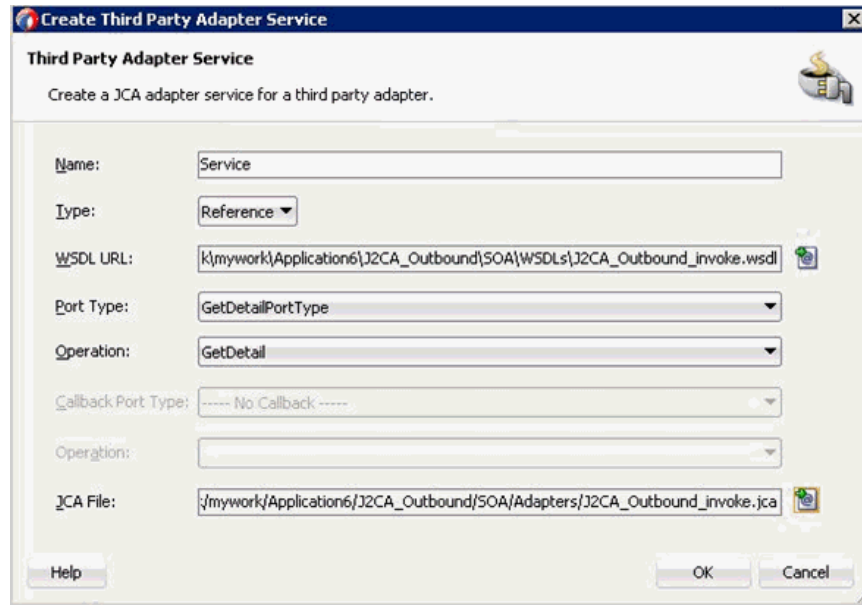 Create Third Party Adapter Service
Third Party Adapter Service
Create a JCA adapter service for a third party adapter.
Name: Service
Type: Reference
WSDL URL: k\mywork\Application6\J2CA_Outbound\SOA\WSDLs\J2CA_Outbound_invoke.wsdl
Port Type: GetDetailPortType
Operation: GetDetail
Callback Port Type: ----- No Callback -----
Operation:
JCA File: :/mywork/Application6/J2CA_Outbound/SOA/Adapters/J2CA_Outbound_invoke.jca
Help OK Cancel